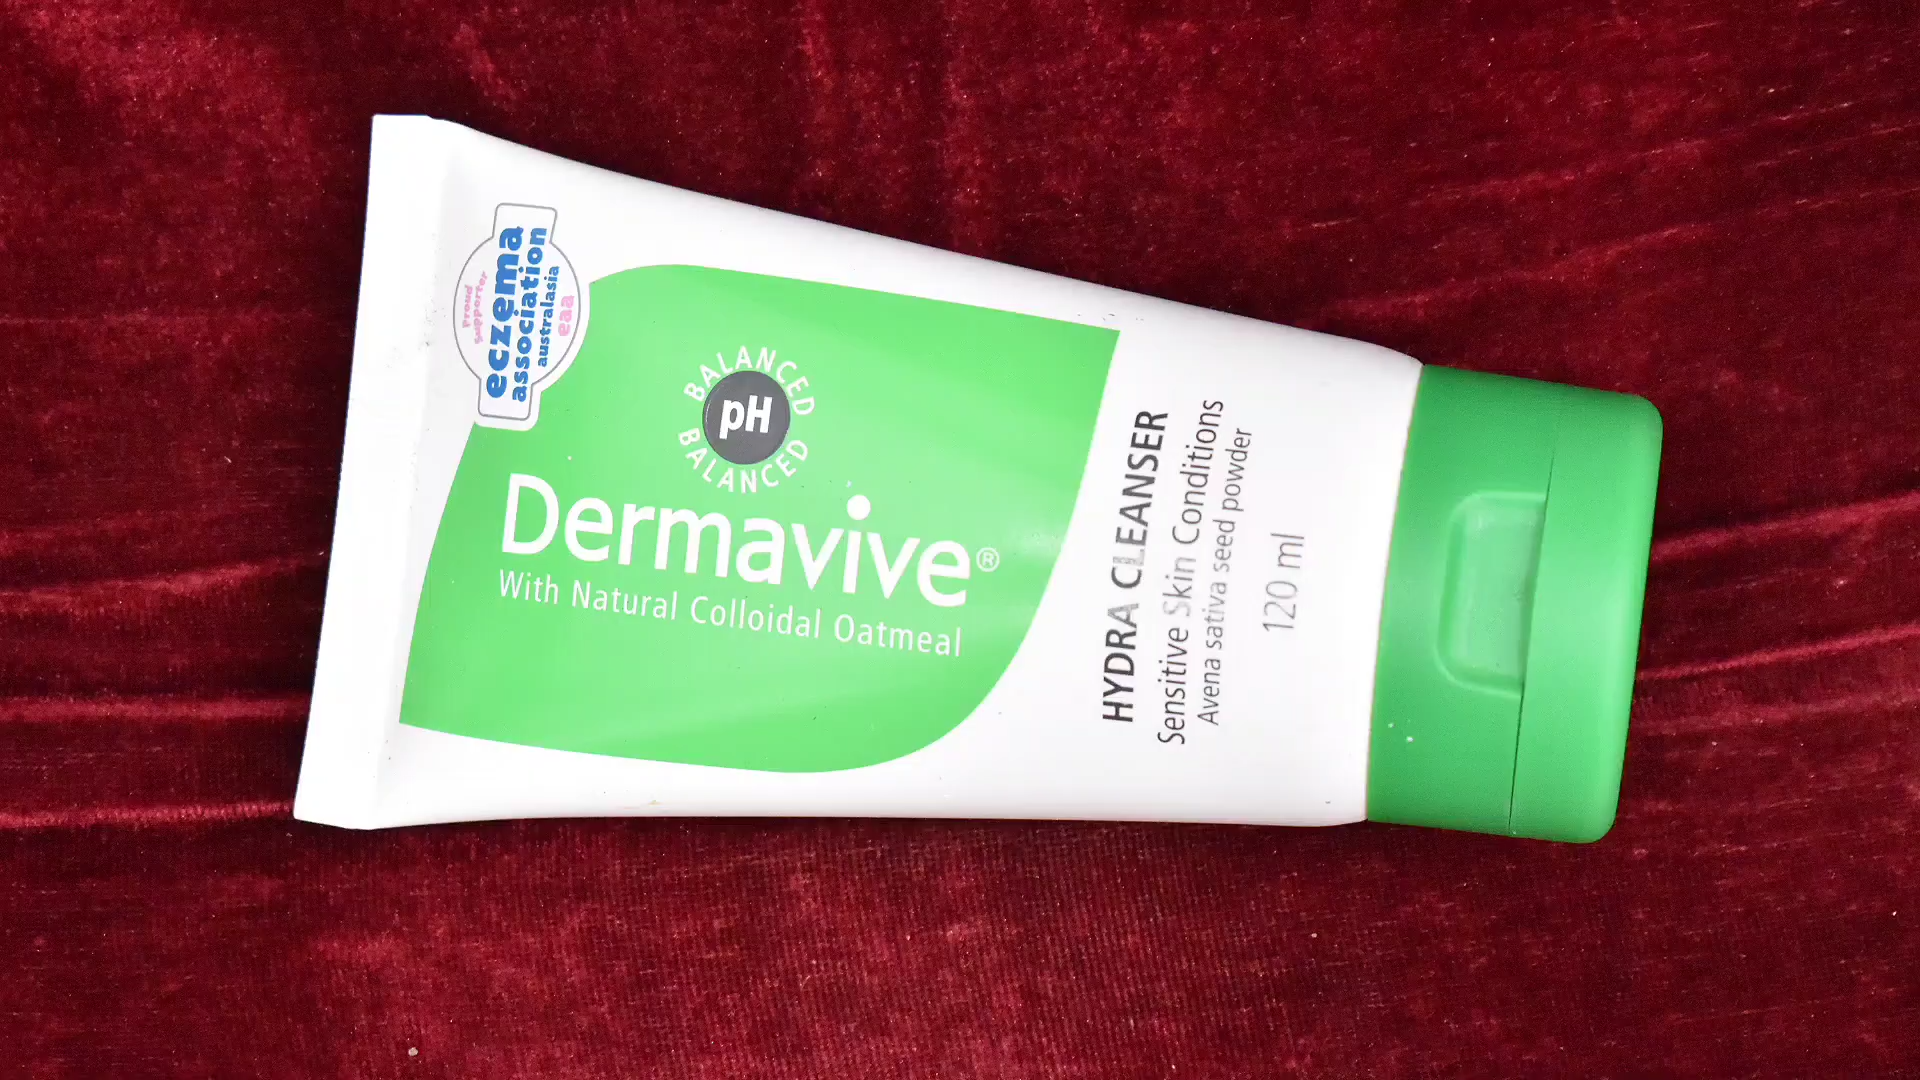 Proud
supporter
eczema
association
australasia
eaa
BALANCED
pH
BALANCED
Dermavive®
With Natural Colloidal Oatmeal
HYDRA CLEANSER
Sensitive Skin Conditions
Avena sativa seed powder
120 ml